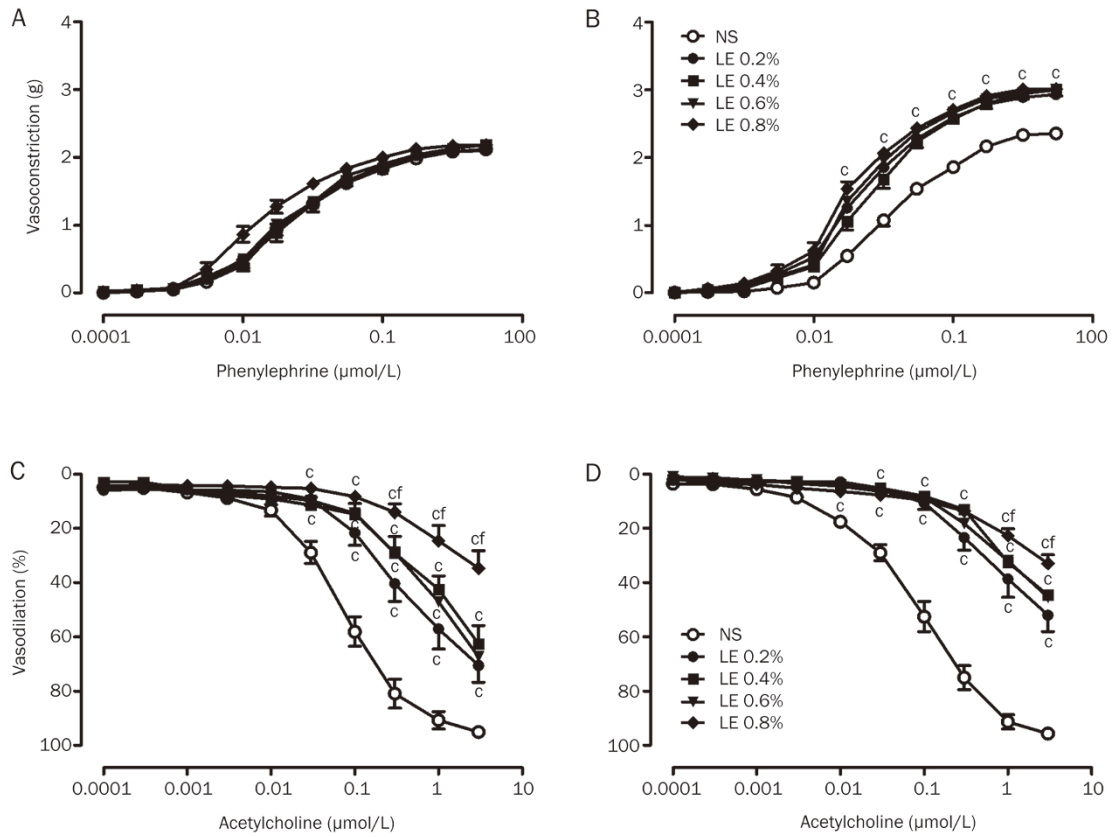 A
4
3
2
1
0
Vasoconstriction (g)
0.0001
0.01
0.1
100
Phenylephrine (µmol/L)
B
4
3
2
1
0
NS
LE 0.2%
LE 0.4%
LE 0.6%
LE 0.8%
c c c c c c c
0.0001
0.01
0.1
100
Phenylephrine (µmol/L)
C
0
20
40
60
80
100
Vasodilation (%)
c c cf cf cf
c c c c c
c c c
c c
0.0001
0.001
0.01
0.1
1
10
Acetylcholine (µmol/L)
D
0
20
40
60
80
100
c c c cf cf
c c c c
c c
NS
LE 0.2%
LE 0.4%
LE 0.6%
LE 0.8%
0.0001
0.001
0.01
0.1
1
10
Acetylcholine (µmol/L)